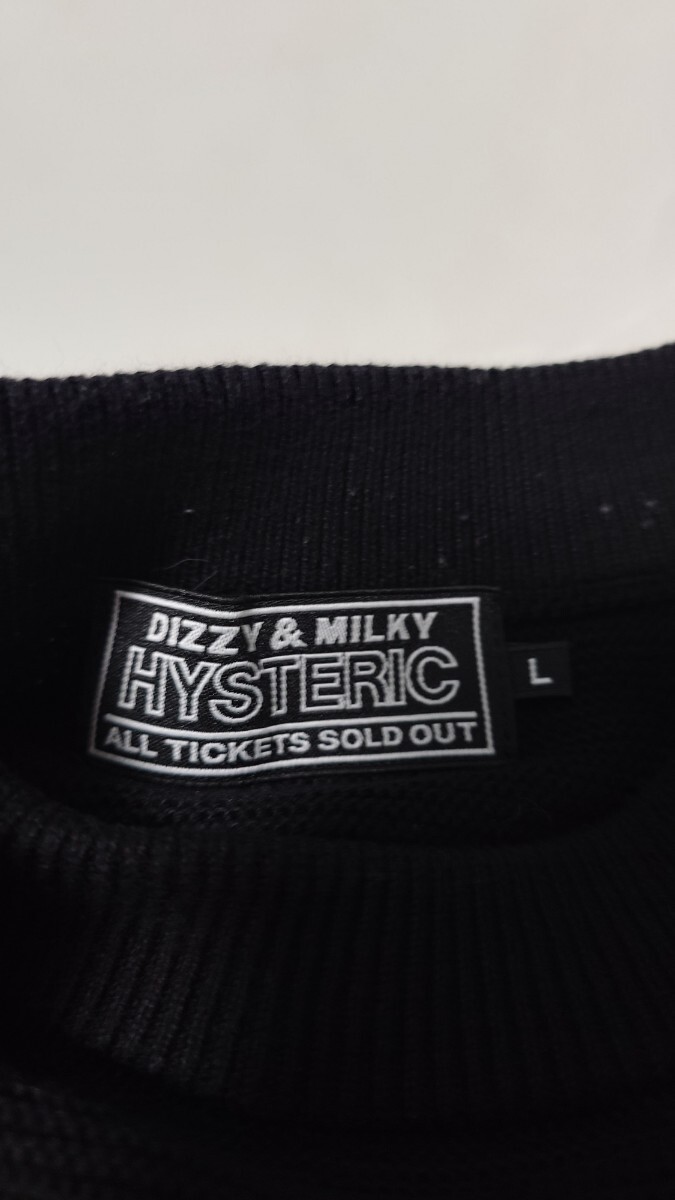 DIZZY & MILKY
HYSTERIC
ALL TICKETS SOLD OUT
L